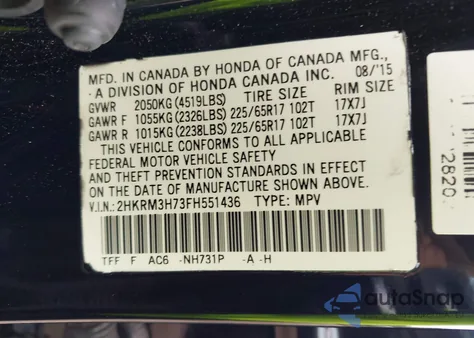 MFD. IN CANADA BY HONDA OF CANADA MFG.,
A DIVISION OF HONDA CANADA INC. 08/'15
GVWR 2050KG (4519LBS) TIRE SIZE RIM SIZE
GAWR F 1055KG (2326LBS) 225/65R17 102T 17X7J
GAWR R 1015KG (2238LBS) 225/65R17 102T 17X7J
THIS VEHICLE CONFORMS TO ALL APPLICABLE
FEDERAL MOTOR VEHICLE SAFETY
AND THEFT PREVENTION STANDARDS IN EFFECT
ON THE DATE OF MANUFACTURE SHOWN ABOVE.
V.I.N.: 2HKRM3H73FH551436 TYPE: MPV
TFF F AC6 -NH731P -A -H
2820
autoSnap